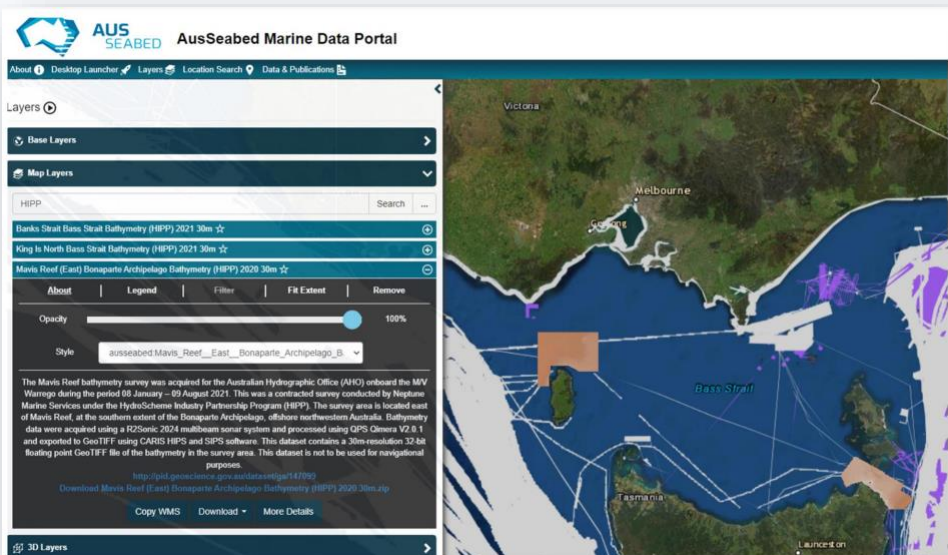 AUS
SEABED
AusSeabed Marine Data Portal
About Desktop Launcher Layers Location Search Data & Publications
Layers
Base Layers
Map Layers
HIPP Search ...
Banks Strait Bass Strait Bathymetry (HIPP) 2021 30m
King Is North Bass Strait Bathymetry (HIPP) 2021 30m
Mavis Reef (East) Bonaparte Archipelago Bathymetry (HIPP) 2020 30m
About | Legend | Filter | Fit Extent | Remove
Opacity 100%
Style ausseabed:Mavis_Reef__East__Bonaparte_Archipelago_B
The Mavis Reef bathymetry survey was acquired for the Australian Hydrographic Office (AHO) onboard the M/V
Warrego during the period 08 January – 09 August 2021. This was a contracted survey conducted by Neptune
Marine Services under the HydroScheme Industry Partnership Program (HIPP). The survey area is located east
of Mavis Reef, at the southern extent of the Bonaparte Archipelago, offshore northwestern Australia. Bathymetry
data were acquired using a R2Sonic 2024 multibeam sonar system and processed using QPS Qimera V2.0.1
and exported to GeoTIFF using CARIS HIPS and SIPS software. This dataset contains a 30m-resolution 32-bit
floating point GeoTIFF file of the bathymetry in the survey area. This dataset is not to be used for navigational
purposes.
http://pid.geoscience.gov.au/dataset/ga/147095
Download Mavis Reef (East) Bonaparte Archipelago Bathymetry (HIPP) 2020 30m.zip
Copy WMS Download More Details
3D Layers
Victoria
Melbourne
Geelong
Bass Strait
Tasmania
Launceston